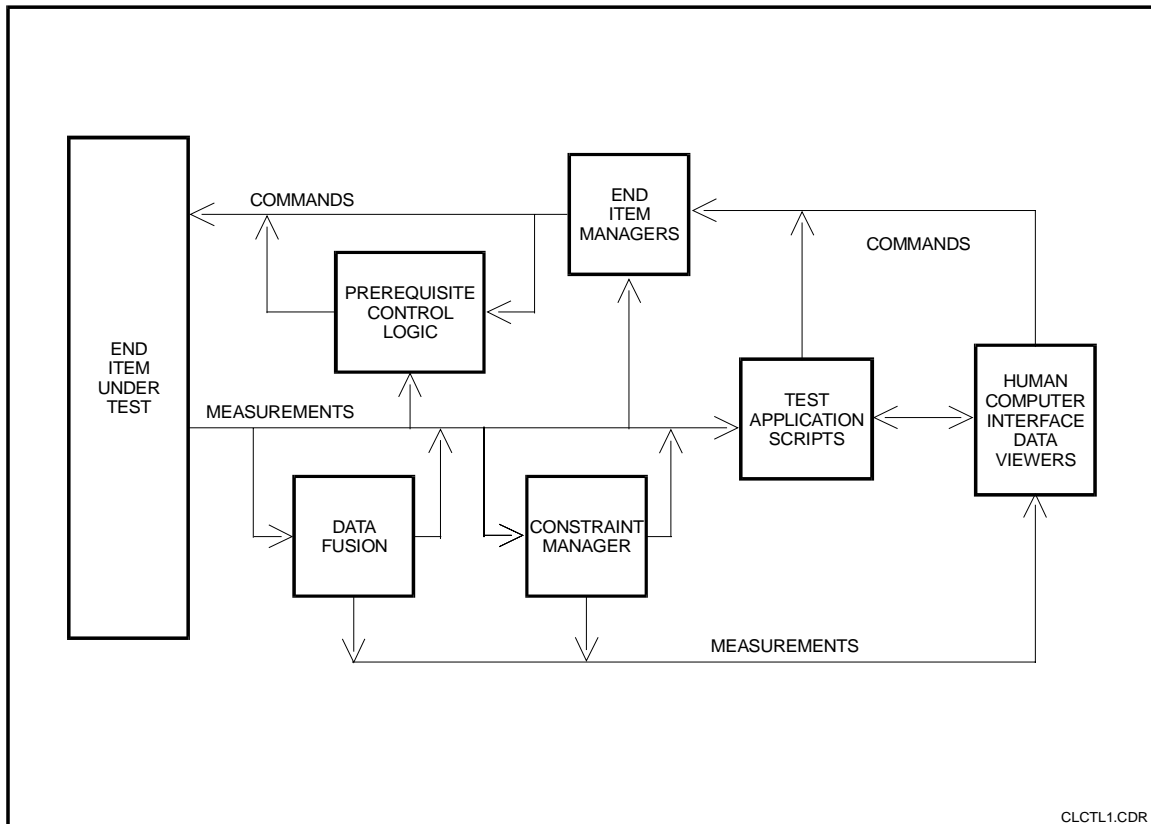 COMMANDS
END
ITEM
MANAGERS
COMMANDS
PREREQUISITE
CONTROL
LOGIC
END
ITEM
UNDER
TEST
MEASUREMENTS
TEST
APPLICATION
SCRIPTS
HUMAN
COMPUTER
INTERFACE
DATA
VIEWERS
DATA
FUSION
CONSTRAINT
MANAGER
MEASUREMENTS
CLCTL1.CDR